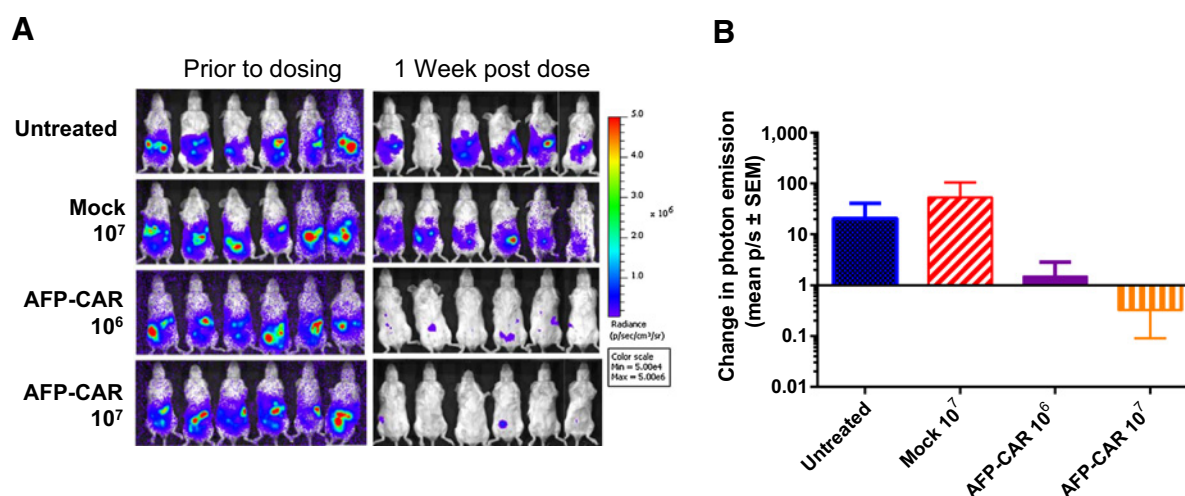 A
Prior to dosing
1 Week post dose
Untreated
Mock
10⁷
AFP-CAR
10⁶
AFP-CAR
10⁷
5.0
4.0
3.0
× 10⁶
2.0
1.0
Radiance
(p/sec/cm³/sr)
Color scale
Min = 5.00e4
Max = 5.00e6
B
Change in photon emission
(mean p/s ± SEM)
1,000
100
10
1
0.1
0.01
Untreated
Mock 10⁷
AFP-CAR 10⁶
AFP-CAR 10⁷